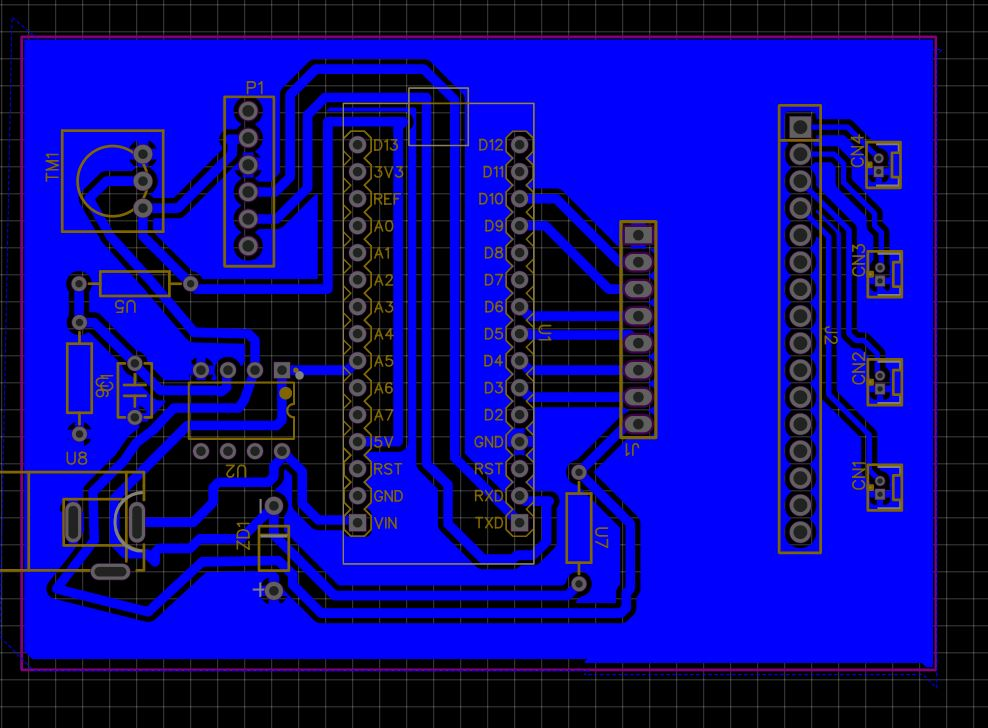 P1
TM1
D13
3V3
REF
A0
A1
A2
A3
A4
A5
A6
A7
5V
RST
GND
VIN
D12
D11
D10
D9
D8
D7
D6
D5
D4
D3
D2
GND
RST
RXD
TXD
U1
CN4
CN3
CN2
CN1
J2
J1
U5
U8
U2
ZD1
+
U7